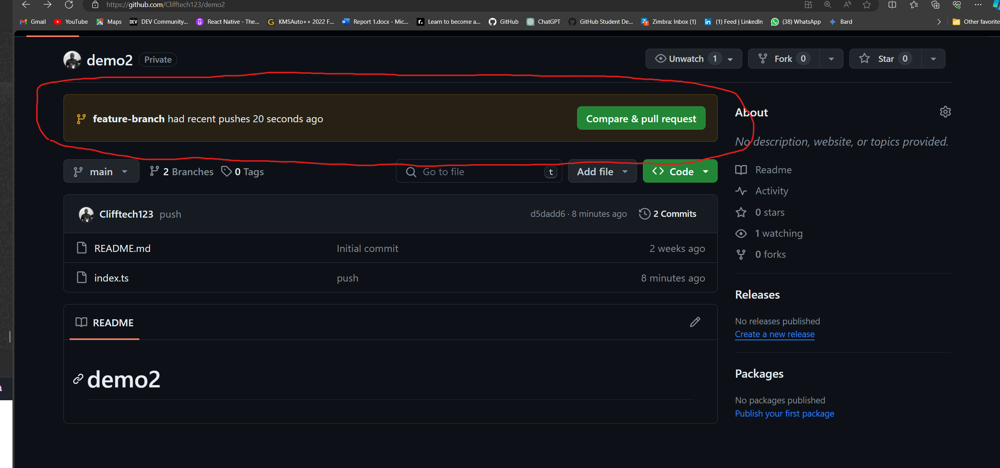 https://github.com/Clifftech123/demo2
Gmail YouTube Maps DEV DEV Community... React Native - The... KMSAuto++ 2022 F... Report 1.docx - Mic... r. Learn to become a... GitHub ChatGPT GitHub Student De... Zimbra: Inbox (1) (1) Feed | LinkedIn (38) WhatsApp Bard Other favorite
demo2 Private Unwatch 1 Fork 0 Star 0
feature-branch had recent pushes 20 seconds ago Compare & pull request
main 2 Branches 0 Tags Go to file t Add file Code
Clifftech123 push d5dadd6 · 8 minutes ago 2 Commits
README.md Initial commit 2 weeks ago
index.ts push 8 minutes ago
README
demo2
About
No description, website, or topics provided.
Readme
Activity
0 stars
1 watching
0 forks
Releases
No releases published
Create a new release
Packages
No packages published
Publish your first package